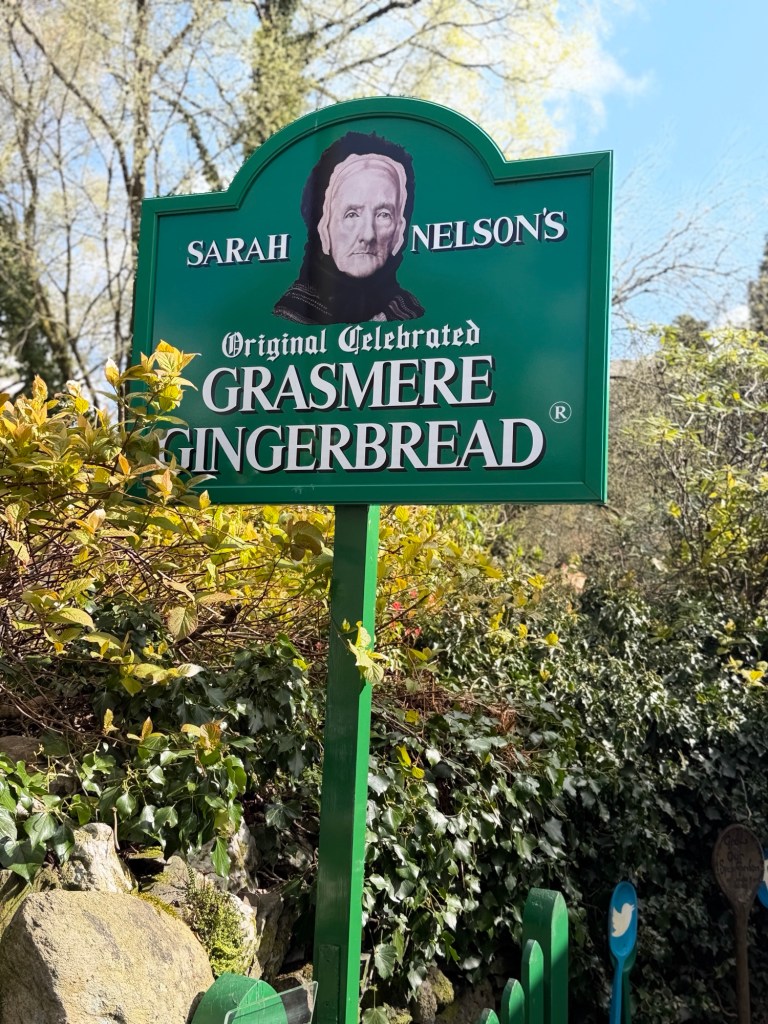 SARAH NELSON'S
Original Celebrated
GRASMERE
GINGERBREAD ®